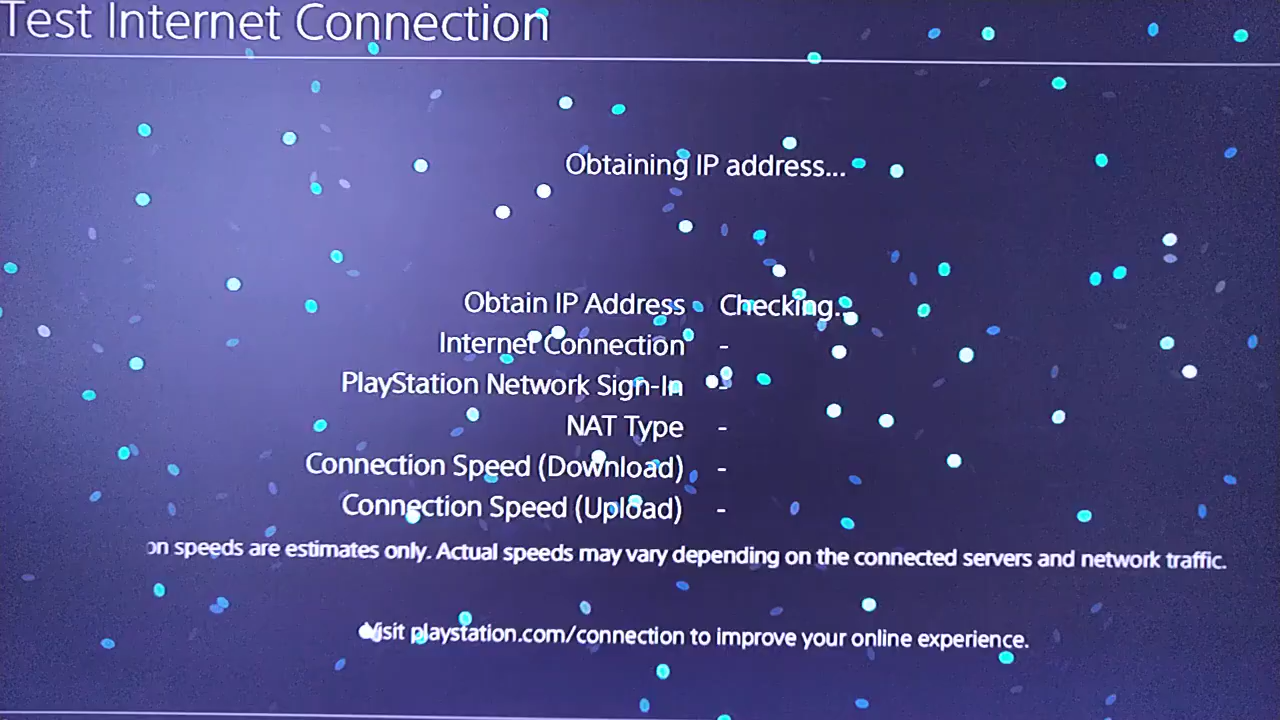 Test Internet Connection
Obtaining IP address...
Obtain IP Address Checking...
Internet Connection -
PlayStation Network Sign-In -
NAT Type -
Connection Speed (Download) -
Connection Speed (Upload) -
on speeds are estimates only. Actual speeds may vary depending on the connected servers and network traffic.
Visit playstation.com/connection to improve your online experience.